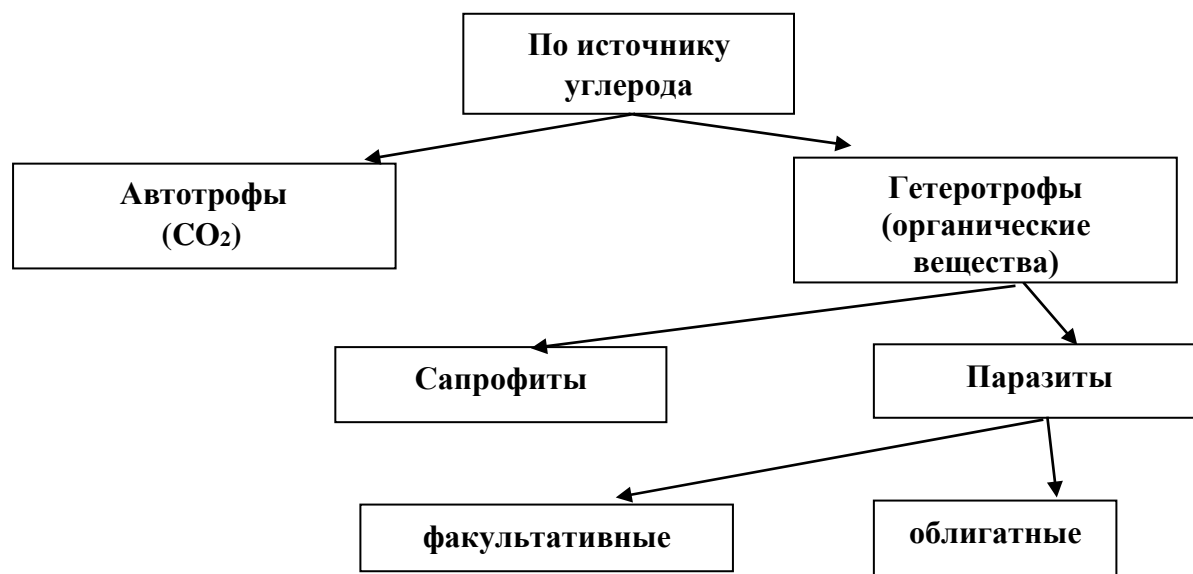 По источнику
углерода
Автотрофы
(CO₂)
Гетеротрофы
(органические
вещества)
Сапрофиты
Паразиты
факультативные
облигатные